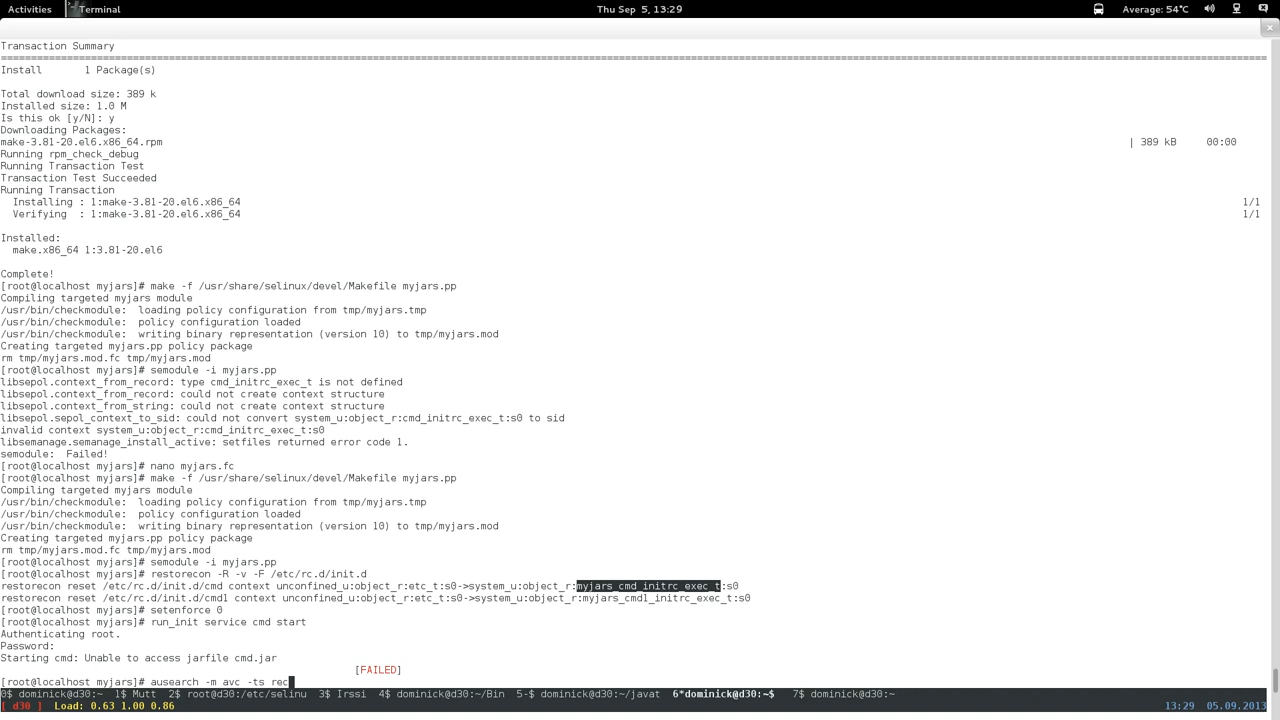 Activities Terminal Thu Sep 5, 13:29 Average: 54°C
Transaction Summary
================================================================================
Install 1 Package(s)
Total download size: 389 k
Installed size: 1.0 M
Is this ok [y/N]: y
Downloading Packages:
make-3.81-20.el6.x86_64.rpm | 389 kB 00:00
Running rpm_check_debug
Running Transaction Test
Transaction Test Succeeded
Running Transaction
Installing : 1:make-3.81-20.el6.x86_64 1/1
Verifying : 1:make-3.81-20.el6.x86_64 1/1
Installed:
make.x86_64 1:3.81-20.el6
Complete!
[root@localhost myjars]# make -f /usr/share/selinux/devel/Makefile myjars.pp
Compiling targeted myjars module
/usr/bin/checkmodule: loading policy configuration from tmp/myjars.tmp
/usr/bin/checkmodule: policy configuration loaded
/usr/bin/checkmodule: writing binary representation (version 10) to tmp/myjars.mod
Creating targeted myjars.pp policy package
rm tmp/myjars.mod.fc tmp/myjars.mod
[root@localhost myjars]# semodule -i myjars.pp
libsepol.context_from_record: type cmd_initrc_exec_t is not defined
libsepol.context_from_record: could not create context structure
libsepol.context_from_string: could not create context structure
libsepol.sepol_context_to_sid: could not convert system_u:object_r:cmd_initrc_exec_t:s0 to sid
invalid context system_u:object_r:cmd_initrc_exec_t:s0
libsemanage.semanage_install_active: setfiles returned error code 1.
semodule: Failed!
[root@localhost myjars]# nano myjars.fc
[root@localhost myjars]# make -f /usr/share/selinux/devel/Makefile myjars.pp
Compiling targeted myjars module
/usr/bin/checkmodule: loading policy configuration from tmp/myjars.tmp
/usr/bin/checkmodule: policy configuration loaded
/usr/bin/checkmodule: writing binary representation (version 10) to tmp/myjars.mod
Creating targeted myjars.pp policy package
rm tmp/myjars.mod.fc tmp/myjars.mod
[root@localhost myjars]# semodule -i myjars.pp
[root@localhost myjars]# restorecon -R -v -F /etc/rc.d/init.d
restorecon reset /etc/rc.d/init.d/cmd context unconfined_u:object_r:etc_t:s0->system_u:object_r:myjars_cmd_initrc_exec_t:s0
restorecon reset /etc/rc.d/init.d/cmd1 context unconfined_u:object_r:etc_t:s0->system_u:object_r:myjars_cmd1_initrc_exec_t:s0
[root@localhost myjars]# setenforce 0
[root@localhost myjars]# run_init service cmd start
Authenticating root.
Password:
Starting cmd: Unable to access jarfile cmd.jar
[FAILED]
[root@localhost myjars]# ausearch -m avc -ts rec
0$ dominick@d30:~ 1$ Mutt 2$ root@d30:/etc/selinu 3$ Irssi 4$ dominick@d30:~/Bin 5-$ dominick@d30:~/javat 6*dominick@d30:~$ 7$ dominick@d30:~
[ d30 ] Load: 0.63 1.00 0.86 13:29 05.09.2013